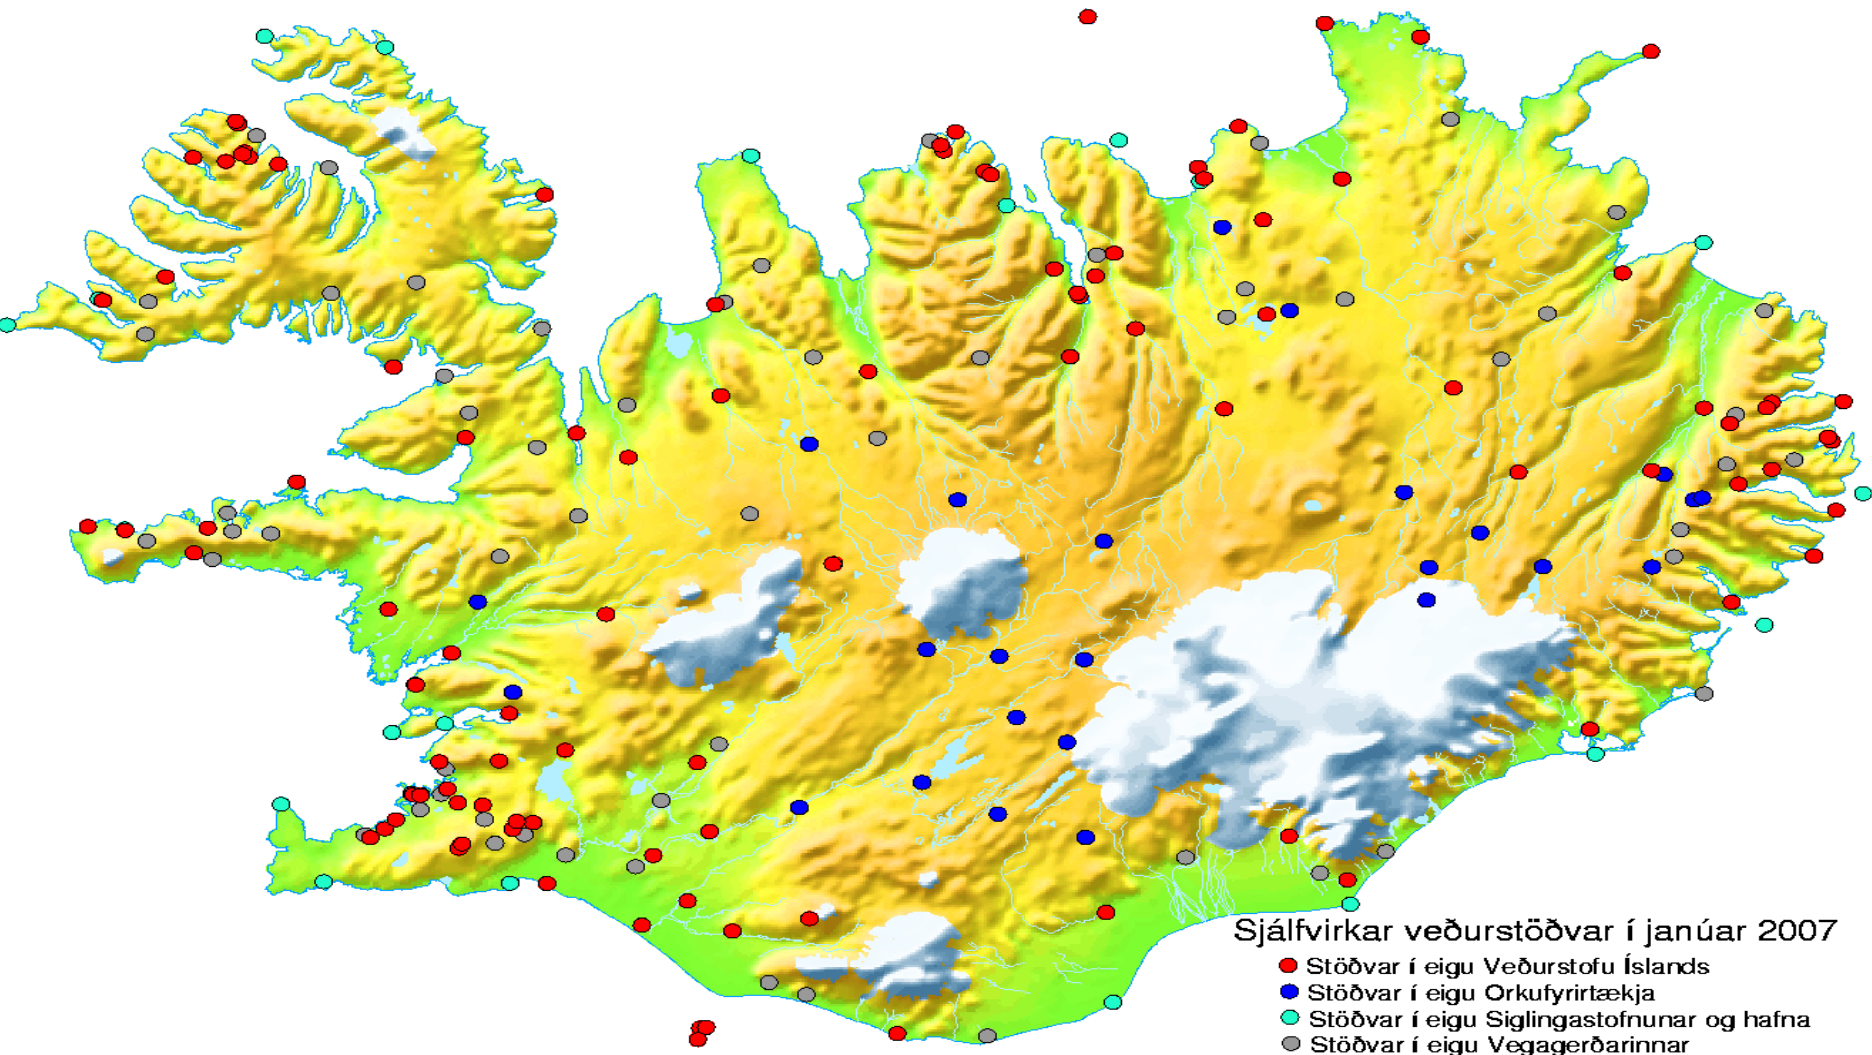 Sjálfvirkar veðurstöðvar í janúar 2007
Stöðvar í eigu Veðurstofu Íslands
Stöðvar í eigu Orkufyrirtækja
Stöðvar í eigu Siglingastofnunar og hafna
Stöðvar í eigu Vegagerðarinnar